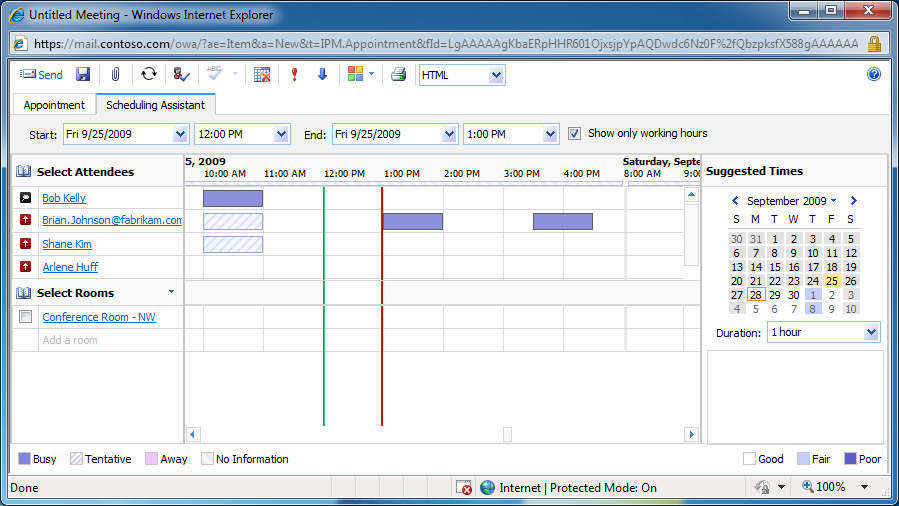 Untitled Meeting - Windows Internet Explorer
https://mail.contoso.com/owa/?ae=Item&a=New&t=IPM.Appointment&fId=LgAAAAAgKbaERpHHR601OjxsjpYpAQDwdc6Nz0F%2fQbzpksfX588gAAAAAA
Send ABC HTML
Appointment Scheduling Assistant
Start: Fri 9/25/2009 12:00 PM End: Fri 9/25/2009 1:00 PM Show only working hours
Select Attendees
5, 2009 Saturday, Septe
10:00 AM 11:00 AM 12:00 PM 1:00 PM 2:00 PM 3:00 PM 4:00 PM 8:00 AM 9:00
Bob Kelly
Brian.Johnson@fabrikam.com
Shane Kim
Arlene Huff
Select Rooms
Conference Room - NW
Add a room
Suggested Times
September 2009
S M T W T F S
30 31 1 2 3 4 5
6 7 8 9 10 11 12
13 14 15 16 17 18 19
20 21 22 23 24 25 26
27 28 29 30 1 2 3
4 5 6 7 8 9 10
Duration: 1 hour
Busy Tentative Away No Information Good Fair Poor
Done Internet | Protected Mode: On 100%